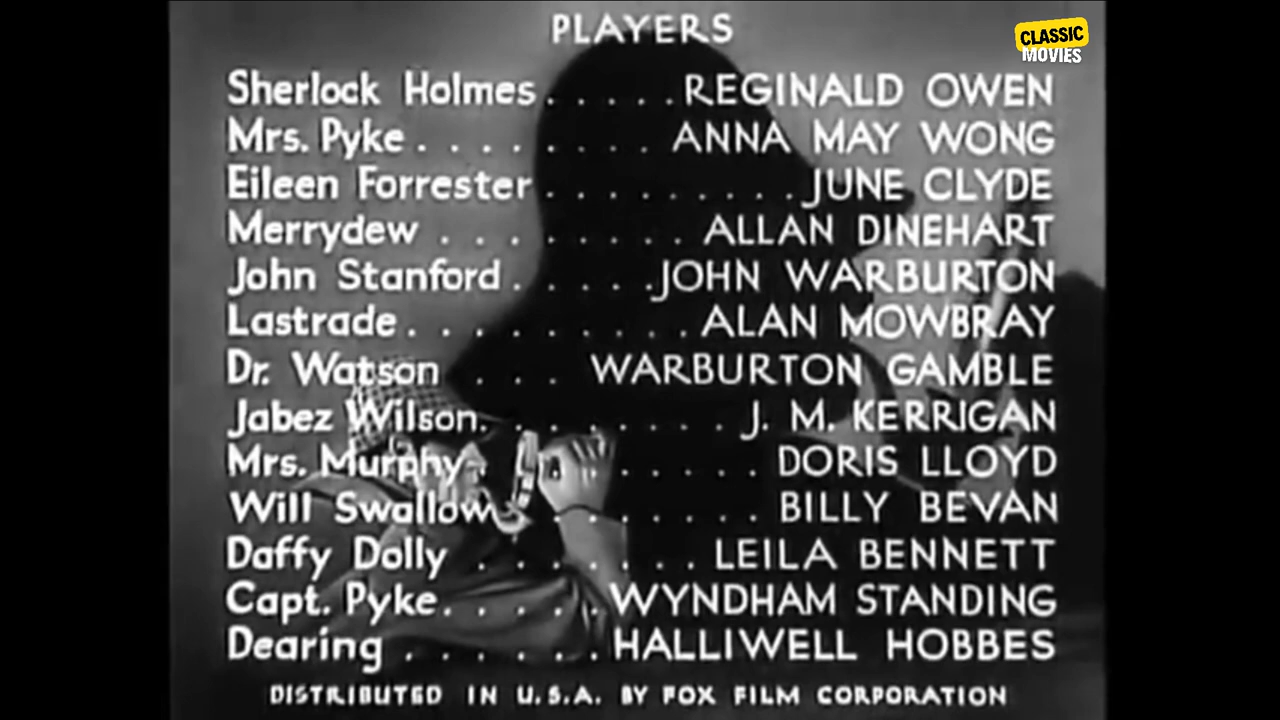 PLAYERS
CLASSIC
MOVIES
Sherlock Holmes. . . . . .REGINALD OWEN
Mrs. Pyke . . . . . . . . ANNA MAY WONG
Eileen Forrester. . . . . . . . .JUNE CLYDE
Merrydew . . . . . . . . ALLAN DINEHART
John Stanford. . . . .JOHN WARBURTON
Lastrade. . . . . . . . . ALAN MOWBRAY
Dr. Watson . . . WARBURTON GAMBLE
Jabez Wilson. . . . . . . . J. M. KERRIGAN
Mrs. Murphy . . . . . DORIS LLOYD
Will Swallow . . . . . . . BILLY BEVAN
Daffy Dolly . . . . . . . LEILA BENNETT
Capt. Pyke. . . . .WYNDHAM STANDING
Dearing . . . . . .HALLIWELL HOBBES
DISTRIBUTED IN U.S.A. BY FOX FILM CORPORATION